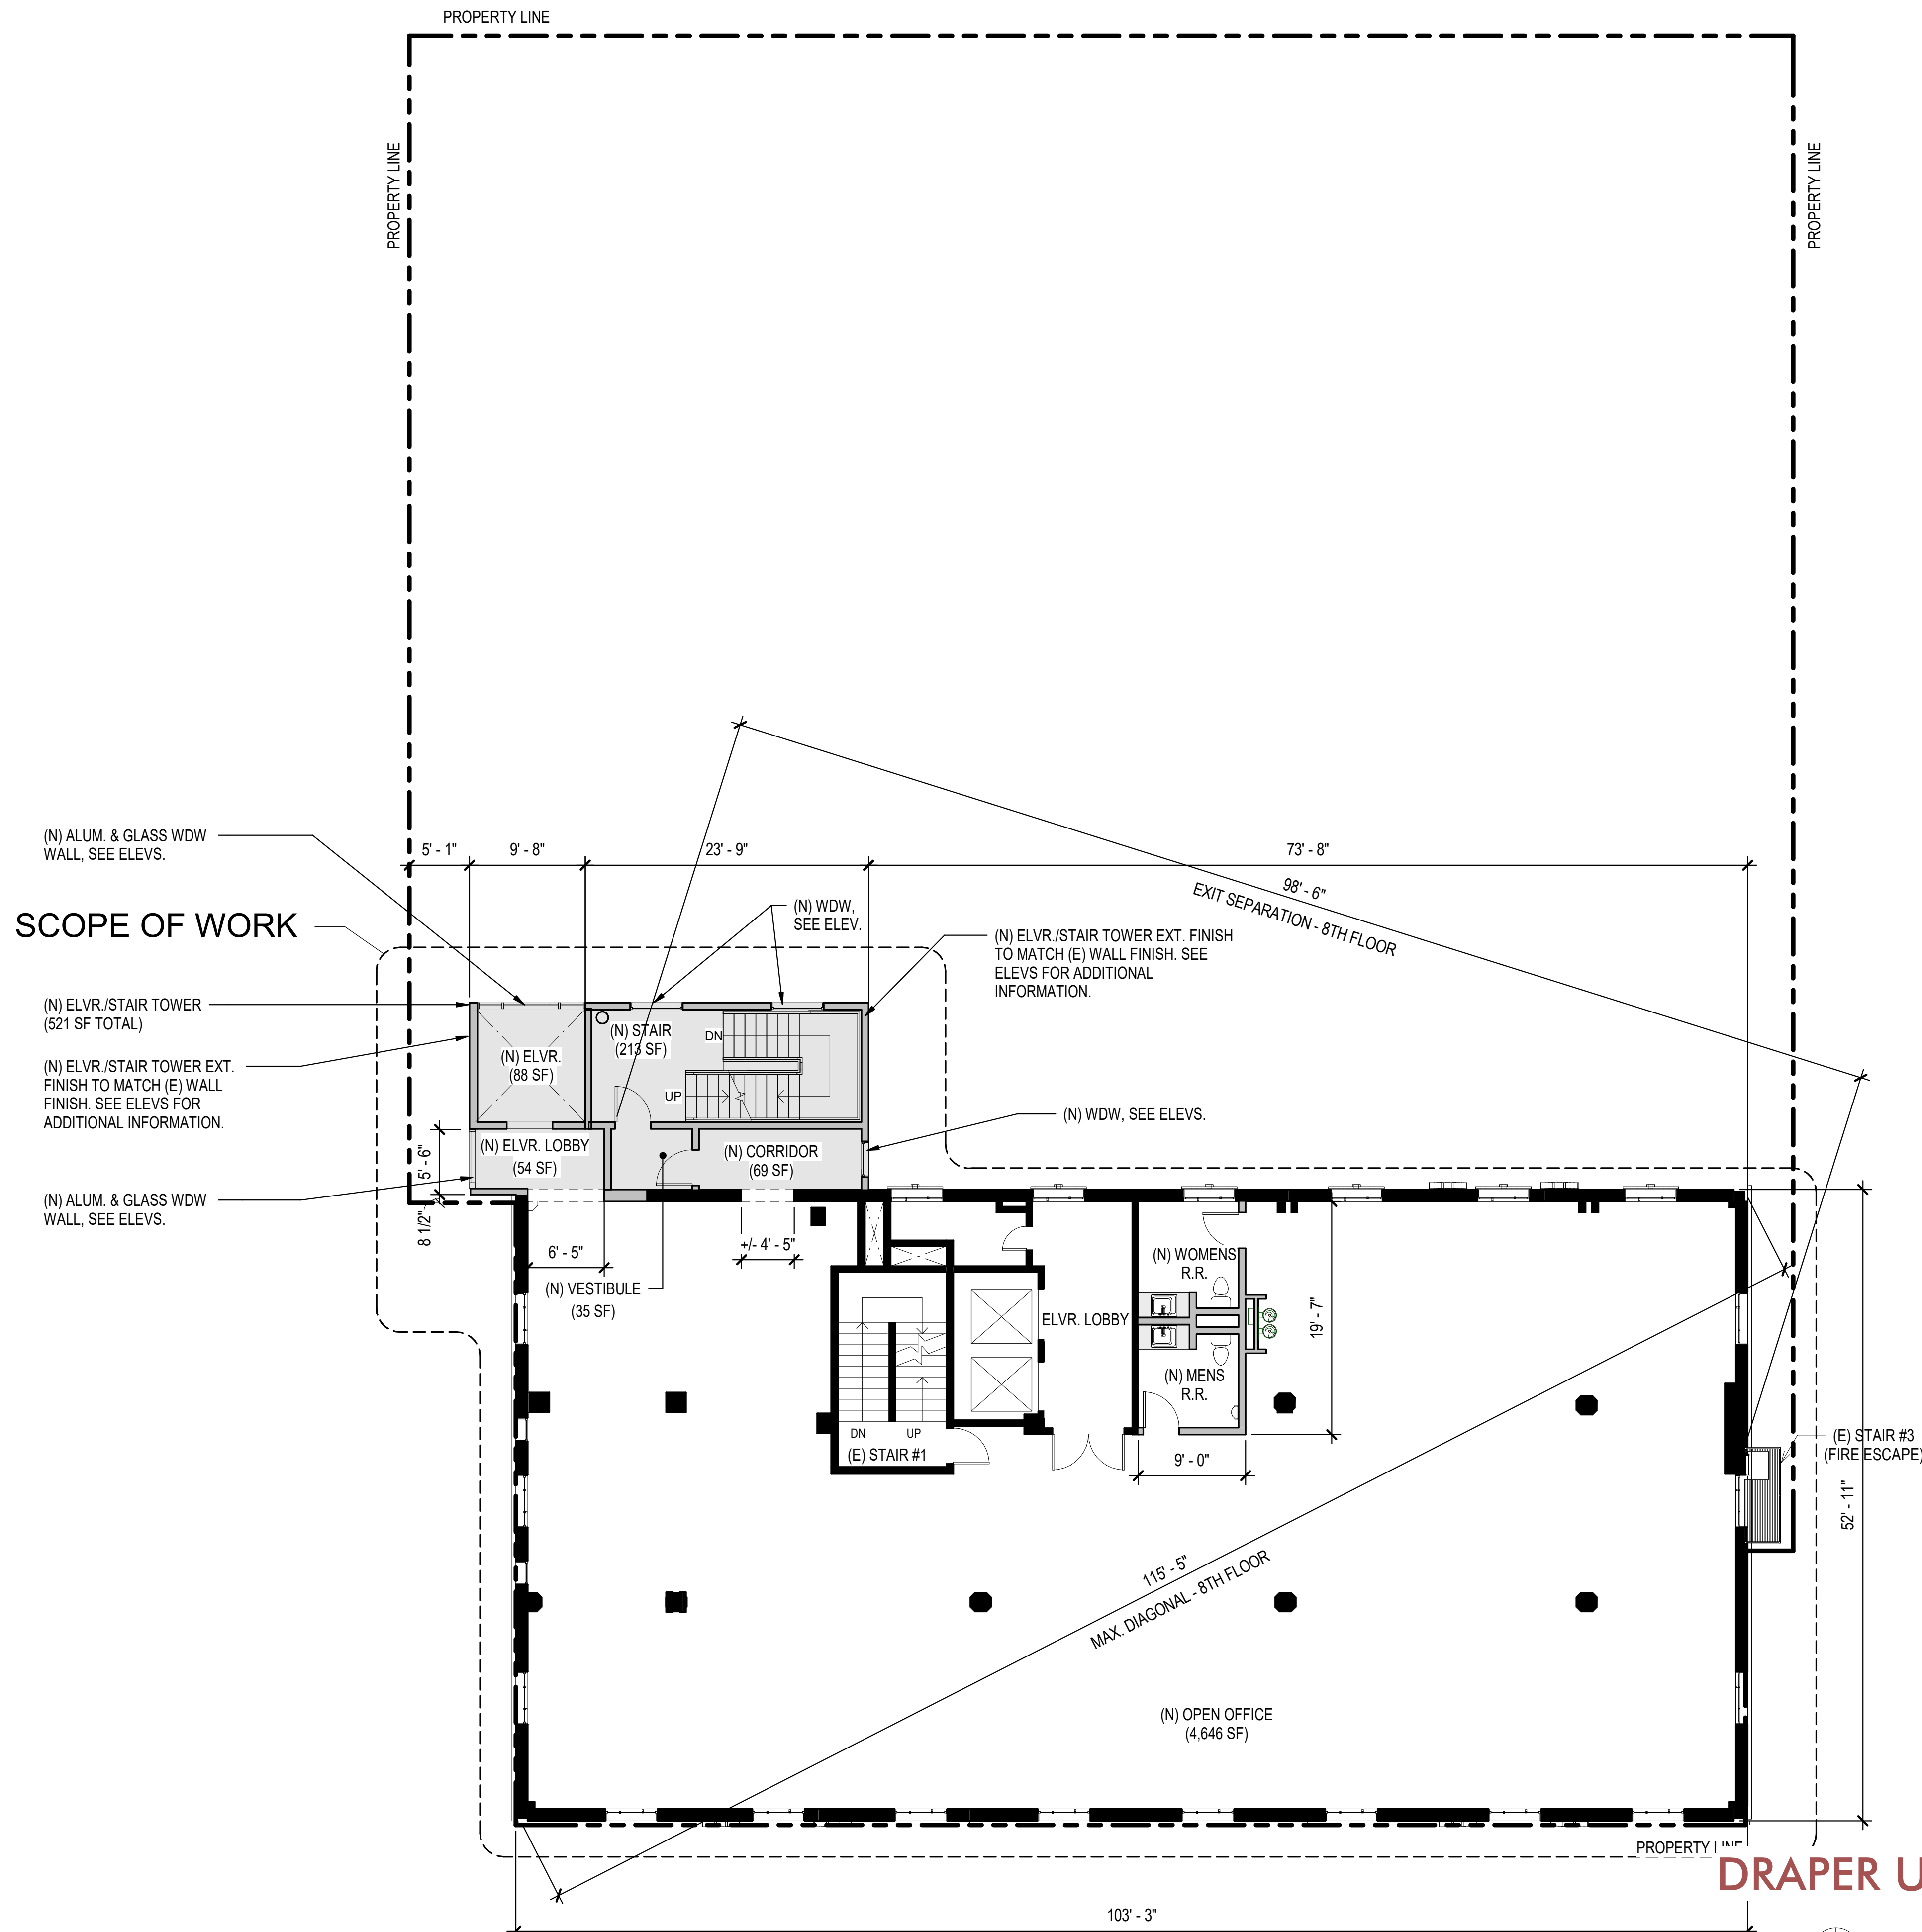 PROPERTY LINE
PROPERTY LINE
PROPERTY LINE
(N) ALUM. & GLASS WDW
WALL, SEE ELEVS.
5' - 1"
9' - 8"
23' - 9"
73' - 8"
98' - 6"
EXIT SEPARATION - 8TH FLOOR
SCOPE OF WORK
(N) WDW,
SEE ELEV.
(N) ELVR./STAIR TOWER EXT. FINISH
TO MATCH (E) WALL FINISH. SEE
ELEVS FOR ADDITIONAL
INFORMATION.
(N) ELVR./STAIR TOWER
(521 SF TOTAL)
(N) STAIR
(213 SF)
DN
UP
(N) ELVR.
(88 SF)
(N) ELVR./STAIR TOWER EXT.
FINISH TO MATCH (E) WALL
FINISH. SEE ELEVS FOR
ADDITIONAL INFORMATION.
(N) WDW, SEE ELEVS.
(N) ELVR. LOBBY
(54 SF)
(N) CORRIDOR
(69 SF)
5' - 6"
8 1/2"
(N) ALUM. & GLASS WDW
WALL, SEE ELEVS.
6' - 5"
+/- 4' - 5"
(N) VESTIBULE
(35 SF)
(N) WOMENS
R.R.
ELVR. LOBBY
19' - 7"
(N) MENS
R.R.
DN
UP
(E) STAIR #1
9' - 0"
(E) STAIR #3
(FIRE ESCAPE)
52' - 11"
115' - 5"
MAX. DIAGONAL - 8TH FLOOR
(N) OPEN OFFICE
(4,646 SF)
PROPERTY
DRAPER U
103' - 3"